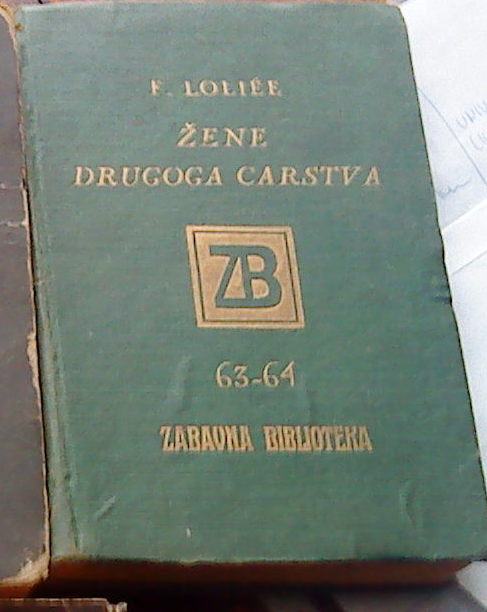 F. LOLIÉE
ŽENE
DRUGOGA CARSTVA
ZB
63-64
ZABAVNA BIBLIOTEKA